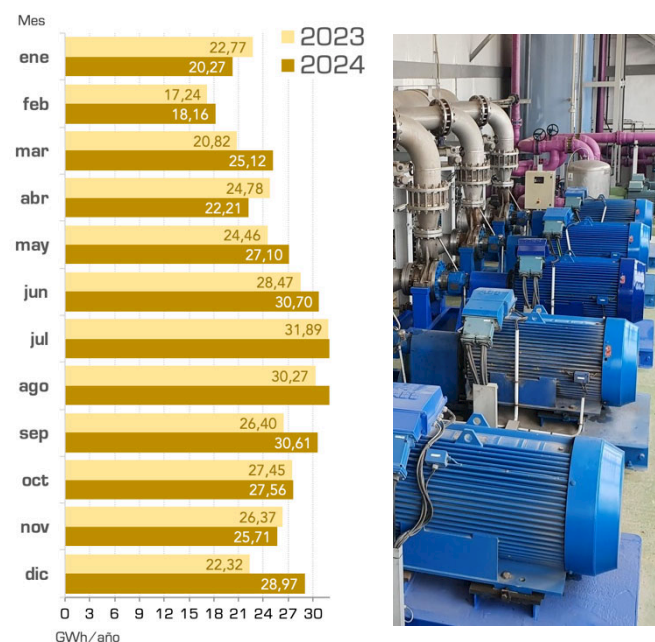 Mes
2023
2024
ene
22,77
20,27
feb
17,24
18,16
mar
20,82
25,12
abr
24,78
22,21
may
24,46
27,10
jun
28,47
30,70
jul
31,89
ago
30,27
sep
26,40
30,61
oct
27,45
27,56
nov
26,37
25,71
dic
22,32
28,97
0 3 6 9 12 15 18 21 24 27 30
GWh/año